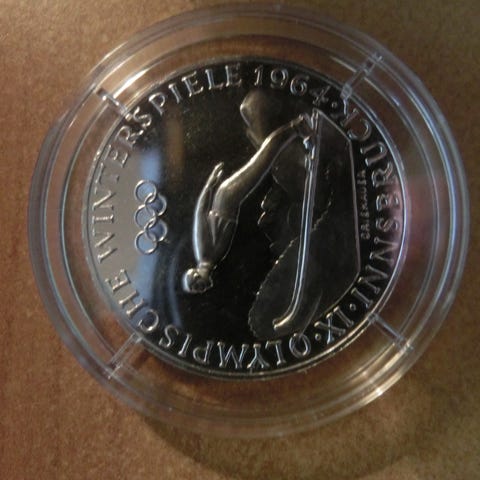 IX·OLYMPISCHE WINTERSPIELE 1964·INNSBRUCK·